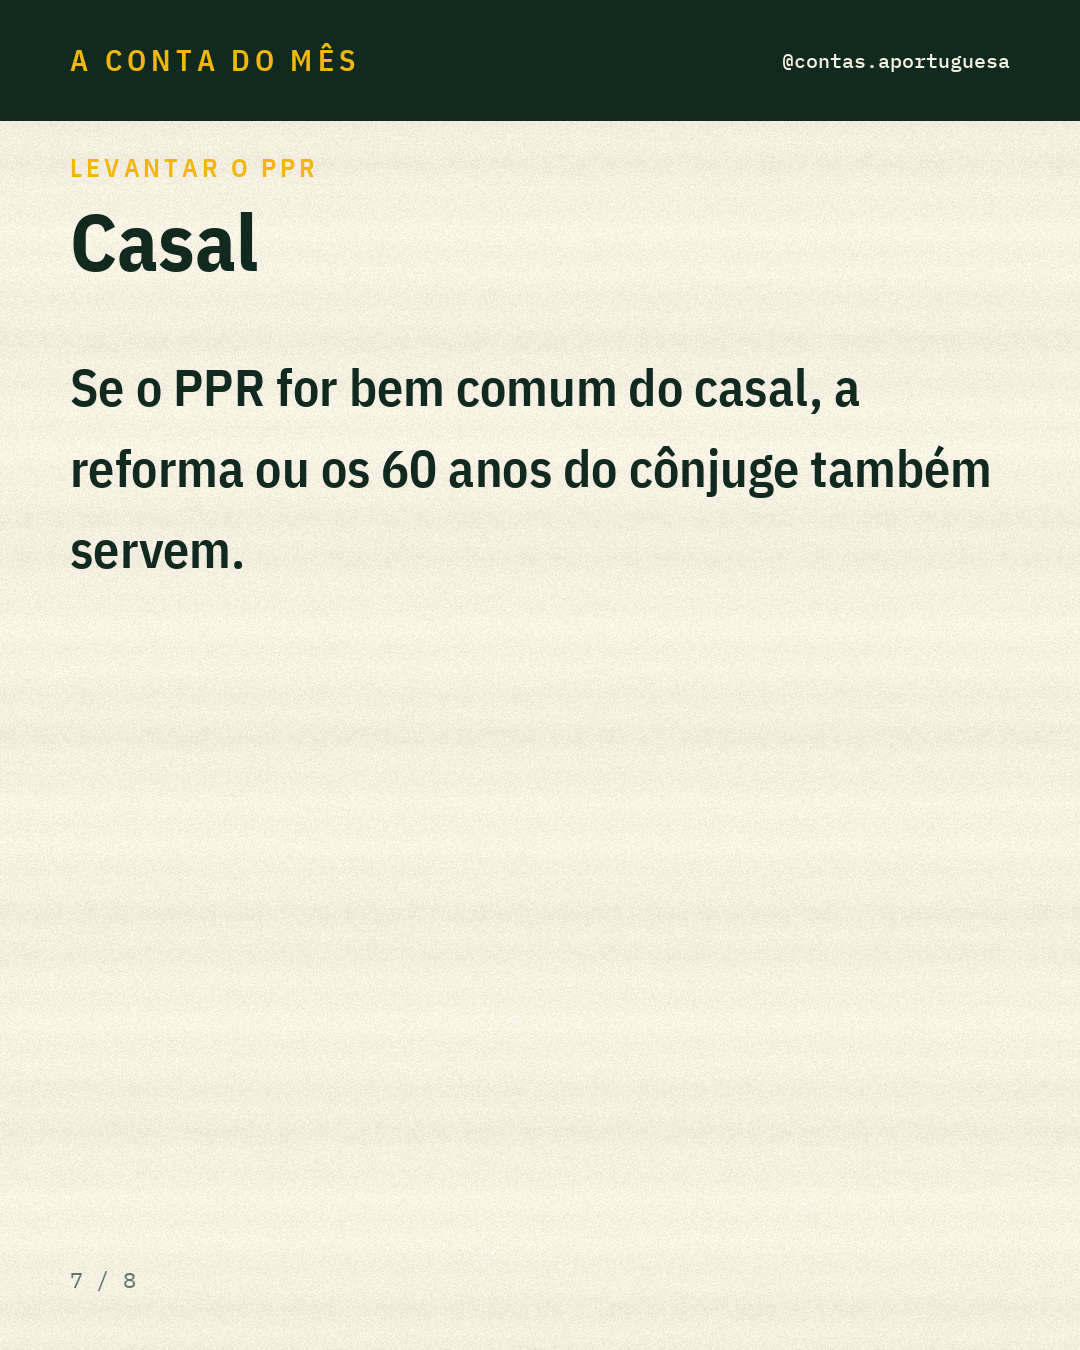 A CONTA DO MÊS
@contas.aportuguesa
LEVANTAR O PPR
Casal
Se o PPR for bem comum do casal, a
reforma ou os 60 anos do cônjuge também
servem.
7 / 8